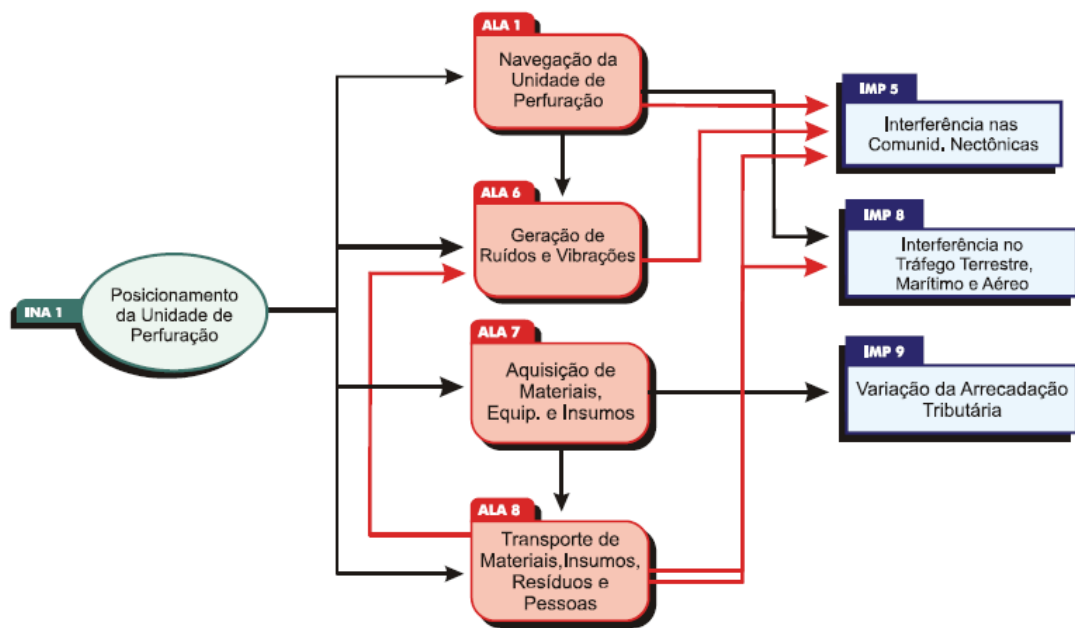 INA 1
Posicionamento
da Unidade de
Perfuração
ALA 1
Navegação da
Unidade de
Perfuração
ALA 6
Geração de
Ruídos e Vibrações
ALA 7
Aquisição de
Materiais,
Equip. e Insumos
ALA 8
Transporte de
Materiais,Insumos,
Resíduos e
Pessoas
IMP 5
Interferência nas
Comunid, Nectônicas
IMP 8
Interferência no
Tráfego Terrestre,
Marítimo e Aéreo
IMP 9
Variação da Arrecadação
Tributária